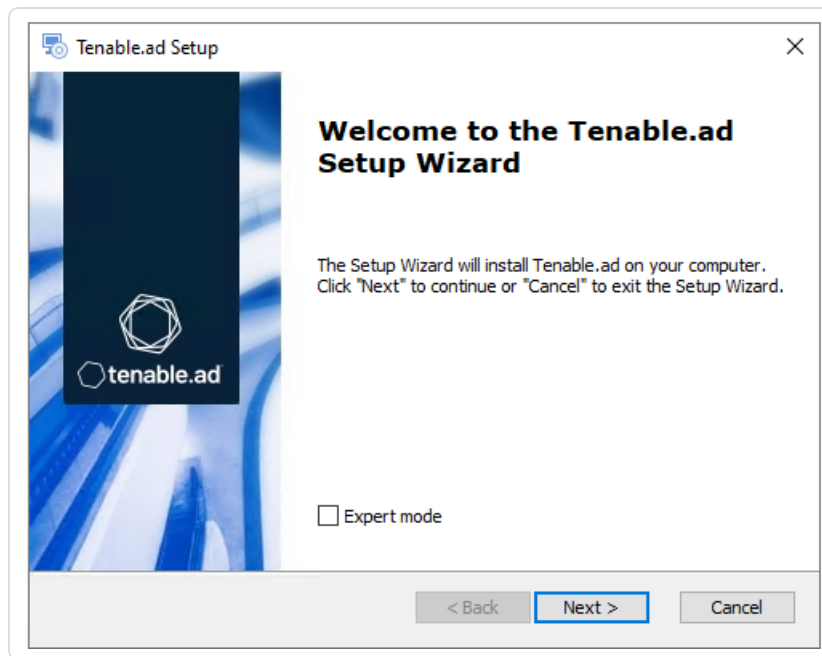 Tenable.ad Setup
Welcome to the Tenable.ad
Setup Wizard
The Setup Wizard will install Tenable.ad on your computer.
Click "Next" to continue or "Cancel" to exit the Setup Wizard.
tenable.ad
Expert mode
< Back Next > Cancel